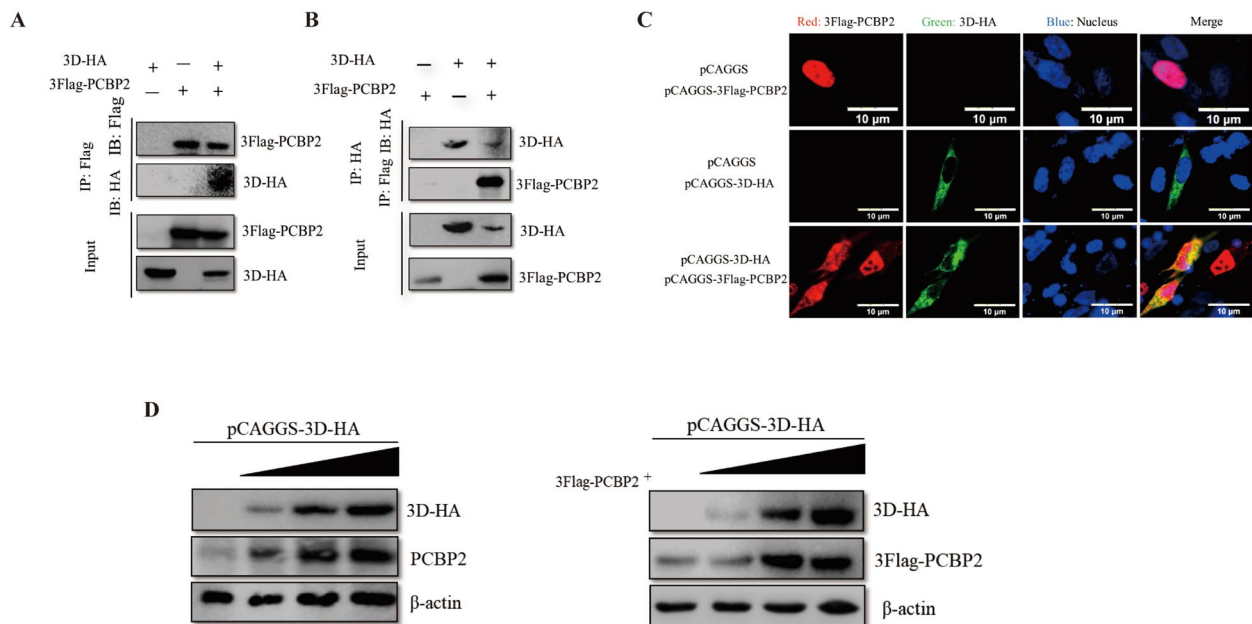 A
3D-HA + — +
3Flag-PCBP2 — + +
IP: Flag
IB: Flag
3Flag-PCBP2
IB: HA
3D-HA
Input
3Flag-PCBP2
3D-HA
B
3D-HA — + +
3Flag-PCBP2 + — +
IP: HA
IB: HA
3D-HA
IP: Flag
3Flag-PCBP2
Input
3D-HA
3Flag-PCBP2
C
Red: 3Flag-PCBP2 Green: 3D-HA Blue: Nucleus Merge
pCAGGS
pCAGGS-3Flag-PCBP2
10 μm 10 μm 10 μm 10 μm
pCAGGS
pCAGGS-3D-HA
10 μm 10 μm 10 μm 10 μm
pCAGGS-3D-HA
pCAGGS-3Flag-PCBP2
10 μm 10 μm 10 μm 10 μm
D
pCAGGS-3D-HA
3D-HA
PCBP2
β-actin
pCAGGS-3D-HA
3Flag-PCBP2 +
3D-HA
3Flag-PCBP2
β-actin